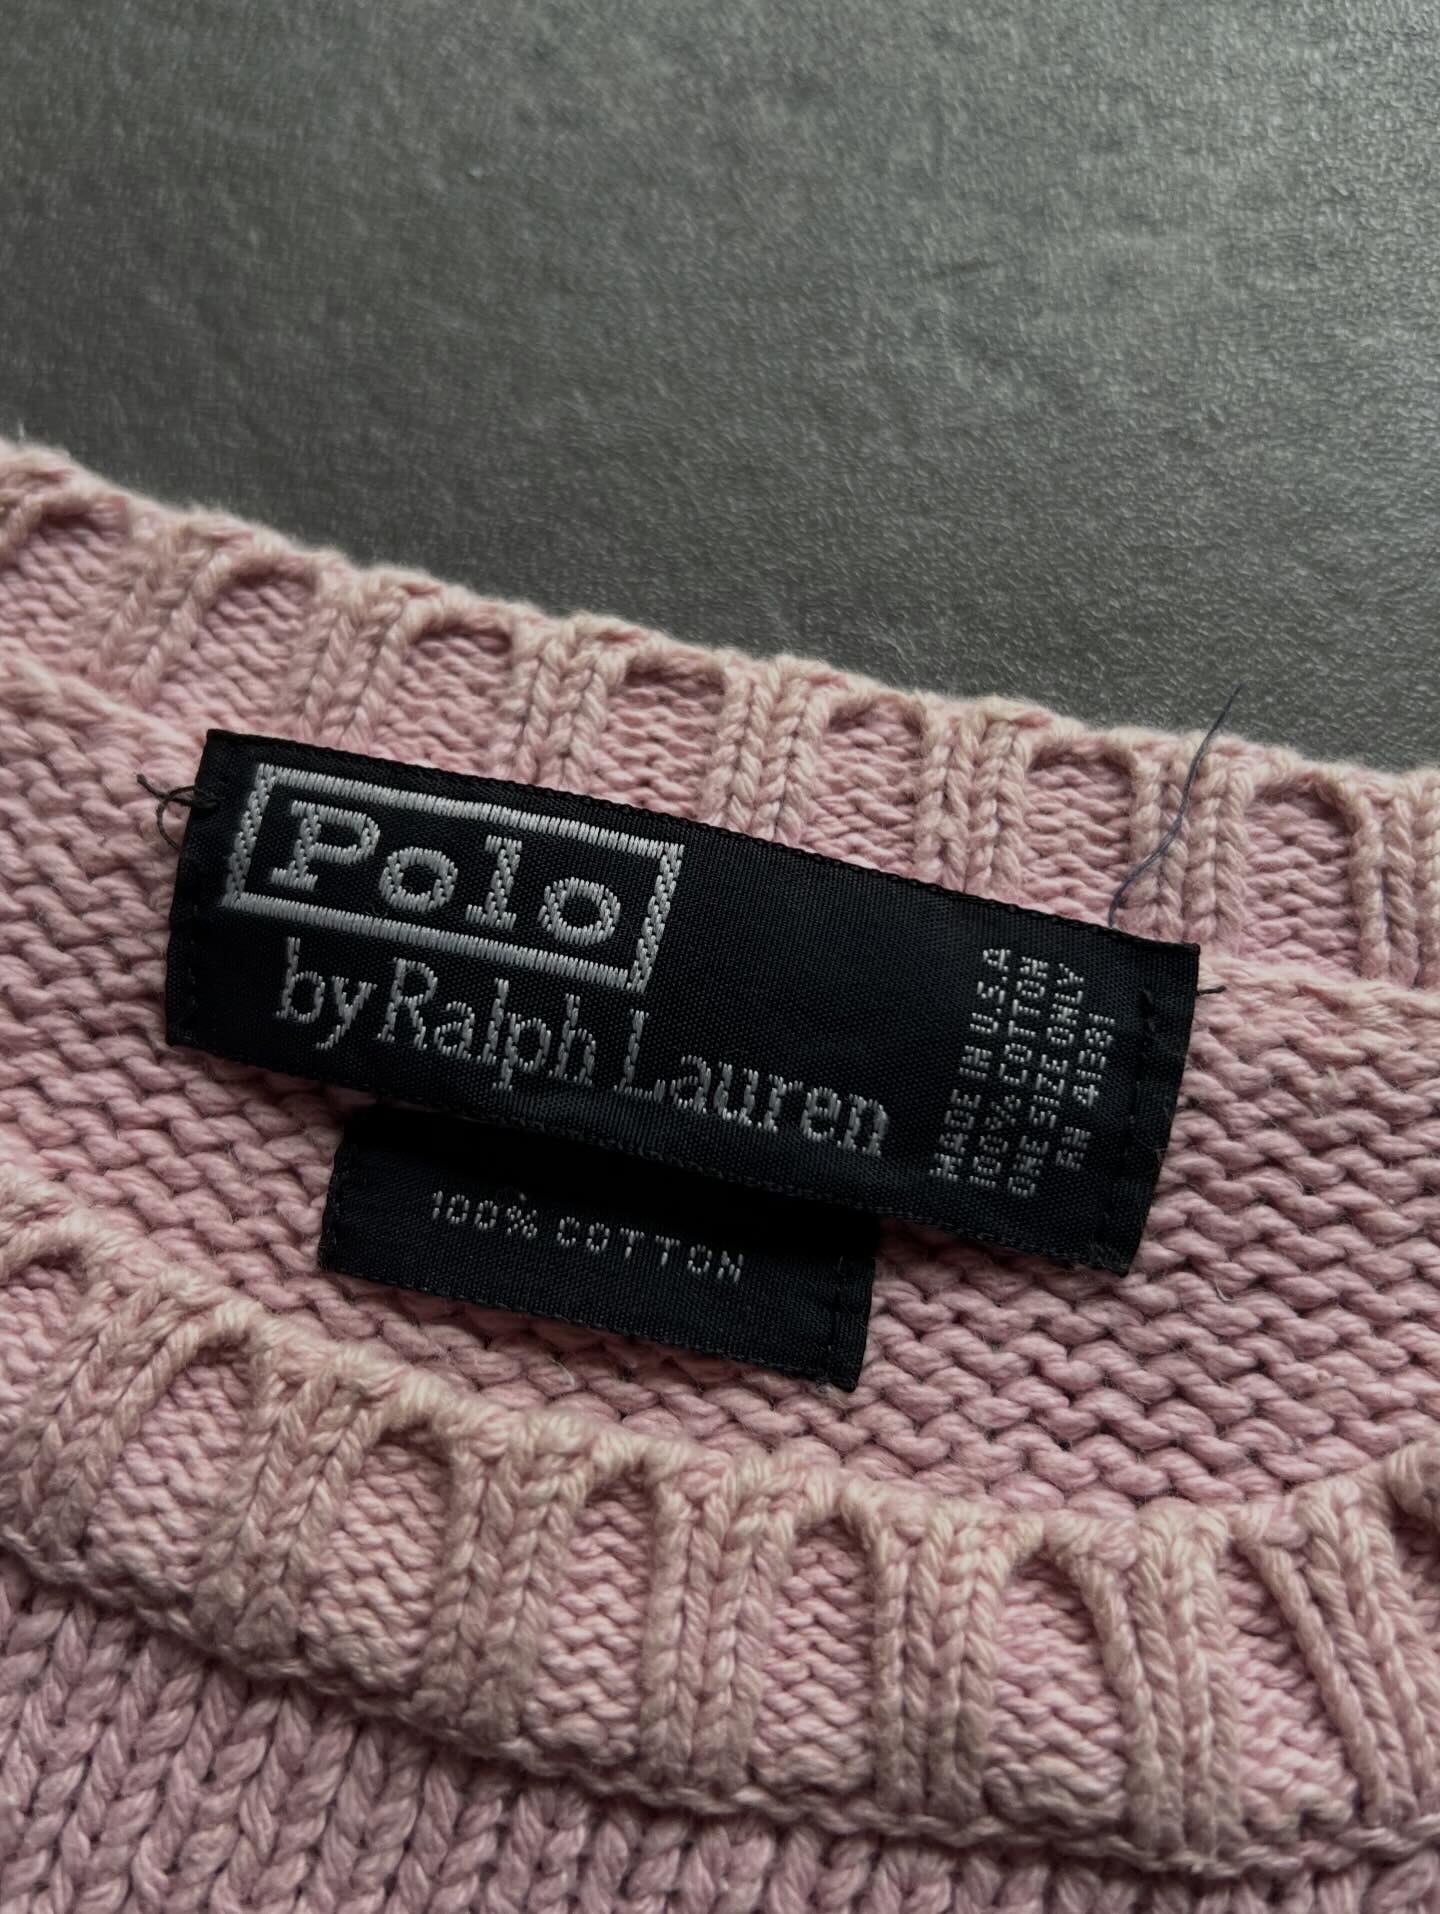 Polo
by Ralph Lauren
MADE IN U.S.A
100% COTTON
ONE SIZE ONLY
RN 41381
100% COTTON